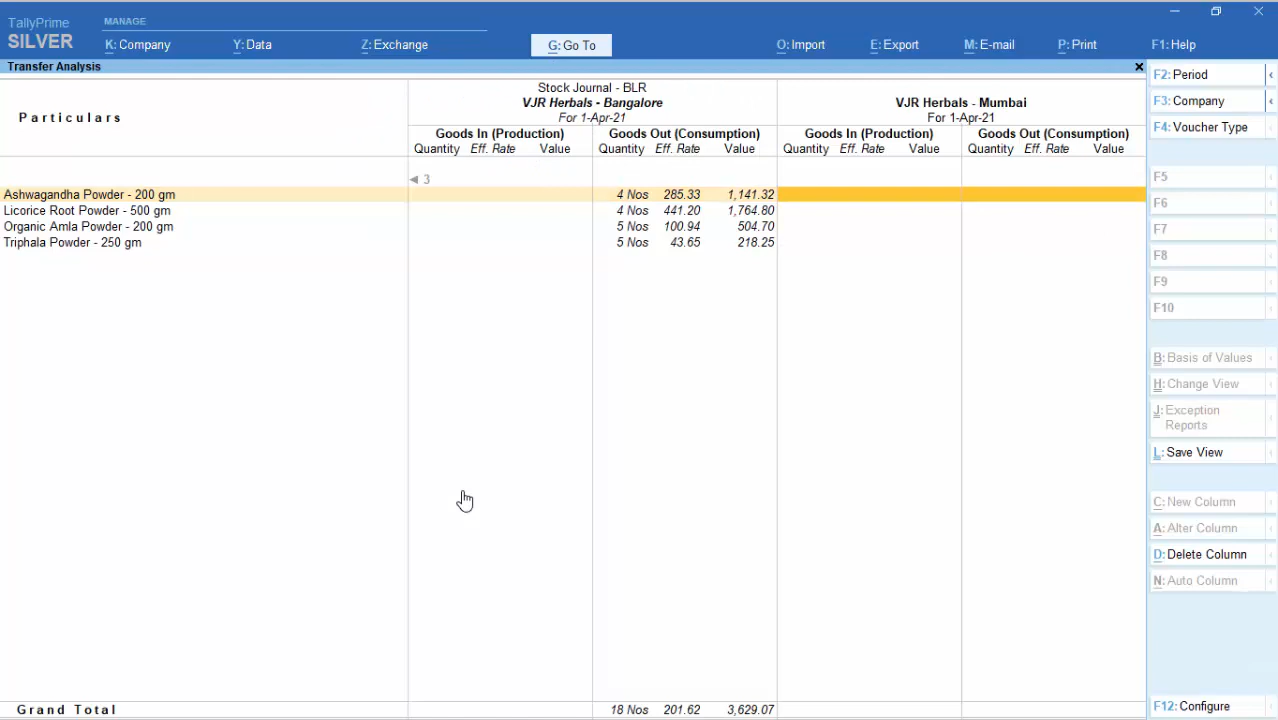 TallyPrime
SILVER
MANAGE
K: Company
Y: Data
Z: Exchange
G: Go To
O: Import
E: Export
M: E-mail
P: Print
F1: Help
Transfer Analysis
Particulars
Stock Journal - BLR
VJR Herbals - Bangalore
For 1-Apr-21
VJR Herbals - Mumbai
For 1-Apr-21
Goods In (Production) Goods Out (Consumption) Goods In (Production) Goods Out (Consumption)
Quantity Eff. Rate Value Quantity Eff. Rate Value Quantity Eff. Rate Value Quantity Eff. Rate Value
◀ 3
Ashwagandha Powder - 200 gm 4 Nos 285.33 1,141.32
Licorice Root Powder - 500 gm 4 Nos 441.20 1,764.80
Organic Amla Powder - 200 gm 5 Nos 100.94 504.70
Triphala Powder - 250 gm 5 Nos 43.65 218.25
Grand Total 18 Nos 201.62 3,629.07
F2: Period
F3: Company
F4: Voucher Type
F5
F6
F7
F8
F9
F10
B: Basis of Values
H: Change View
J: Exception
Reports
L: Save View
C: New Column
A: Alter Column
D: Delete Column
N: Auto Column
F12: Configure